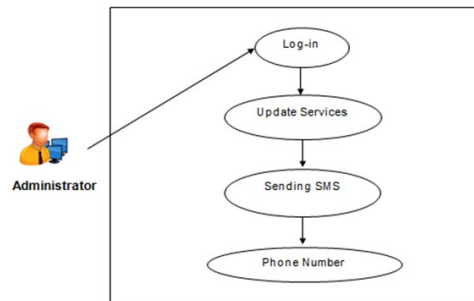 Log-in
Update Services
Sending SMS
Administrator
Phone Number